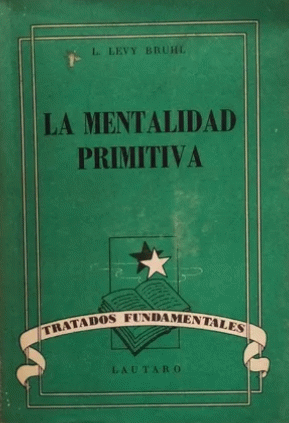 L. LEVY BRUHL
LA MENTALIDAD
PRIMITIVA
TRATADOS FUNDAMENTALES
LAUTARO